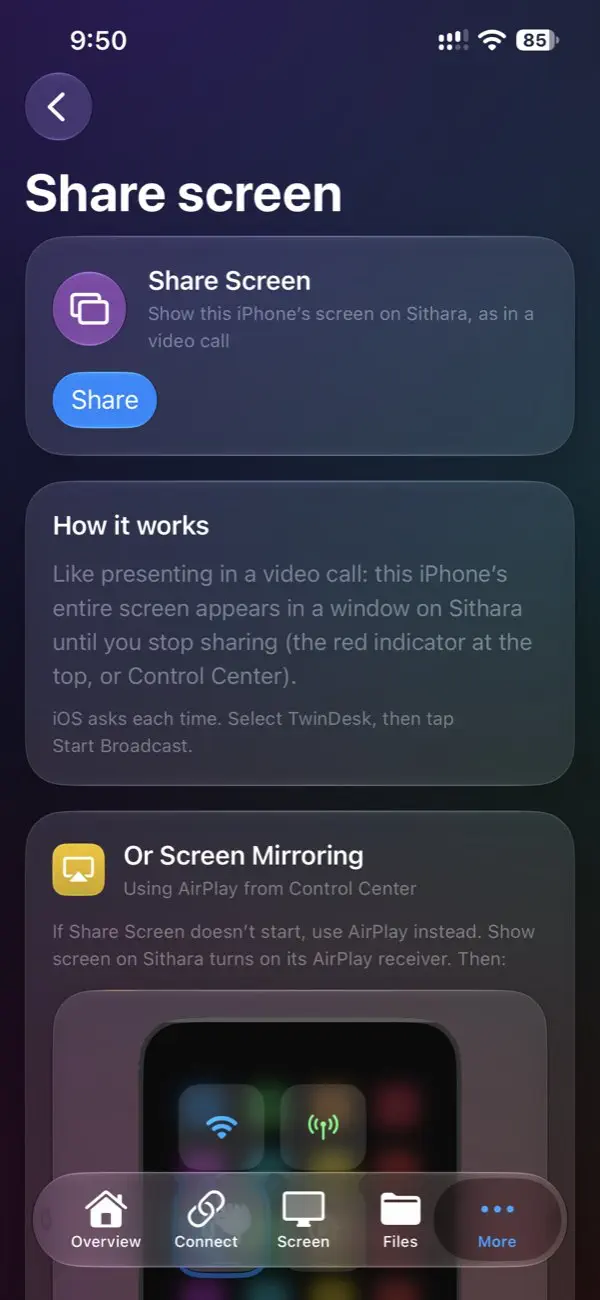 9:50
85
Share screen
Share Screen
Show this iPhone's screen on Sithara, as in a
video call
Share
How it works
Like presenting in a video call: this iPhone's
entire screen appears in a window on Sithara
until you stop sharing (the red indicator at the
top, or Control Center).
iOS asks each time. Select TwinDesk, then tap
Start Broadcast.
Or Screen Mirroring
Using AirPlay from Control Center
If Share Screen doesn't start, use AirPlay instead. Show
screen on Sithara turns on its AirPlay receiver. Then:
Overview
Connect
Screen
Files
More